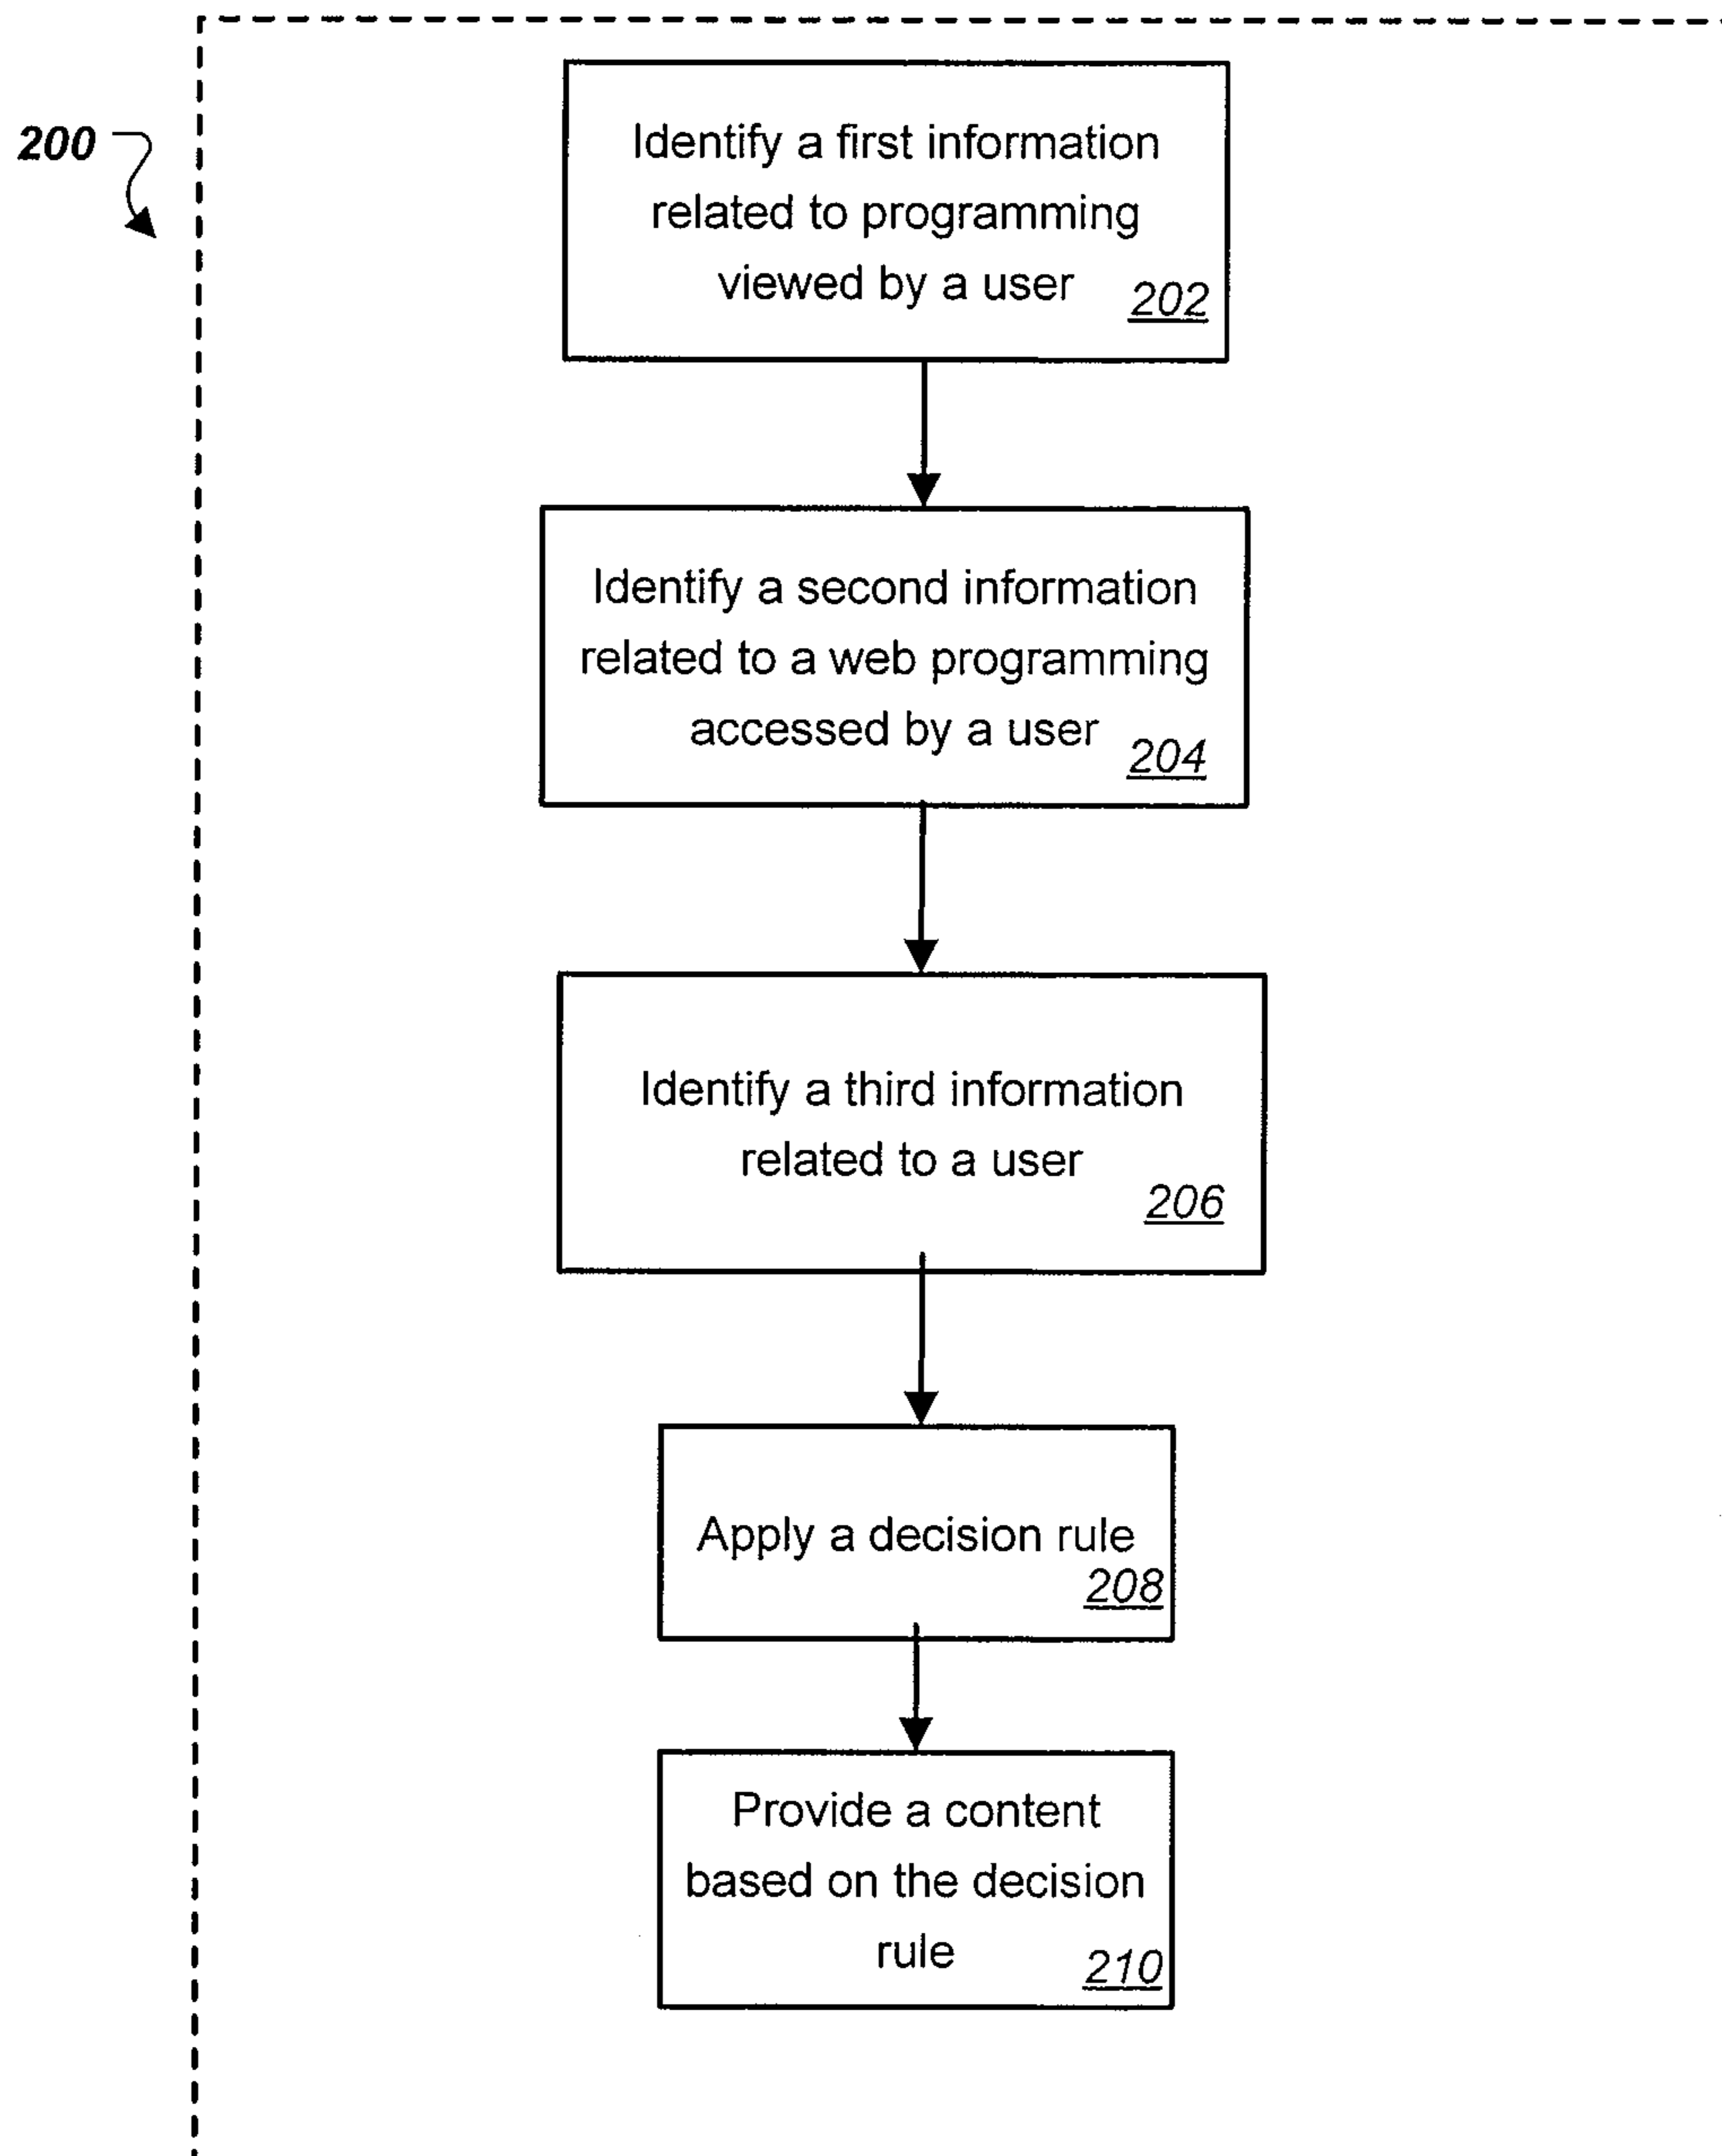 200
Identify a first information
related to programming
viewed by a user
202
Identify a second information
related to a web programming
accessed by a user
204
Identify a third information
related to a user
206
Apply a decision rule
208
Provide a content
based on the decision
rule
210